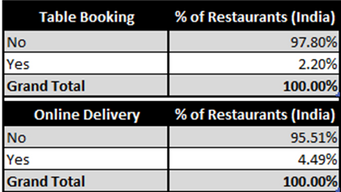 Table Booking % of Restaurants (India)
No 97.80%
Yes 2.20%
Grand Total 100.00%
Online Delivery % of Restaurants (India)
No 95.51%
Yes 4.49%
Grand Total 100.00%